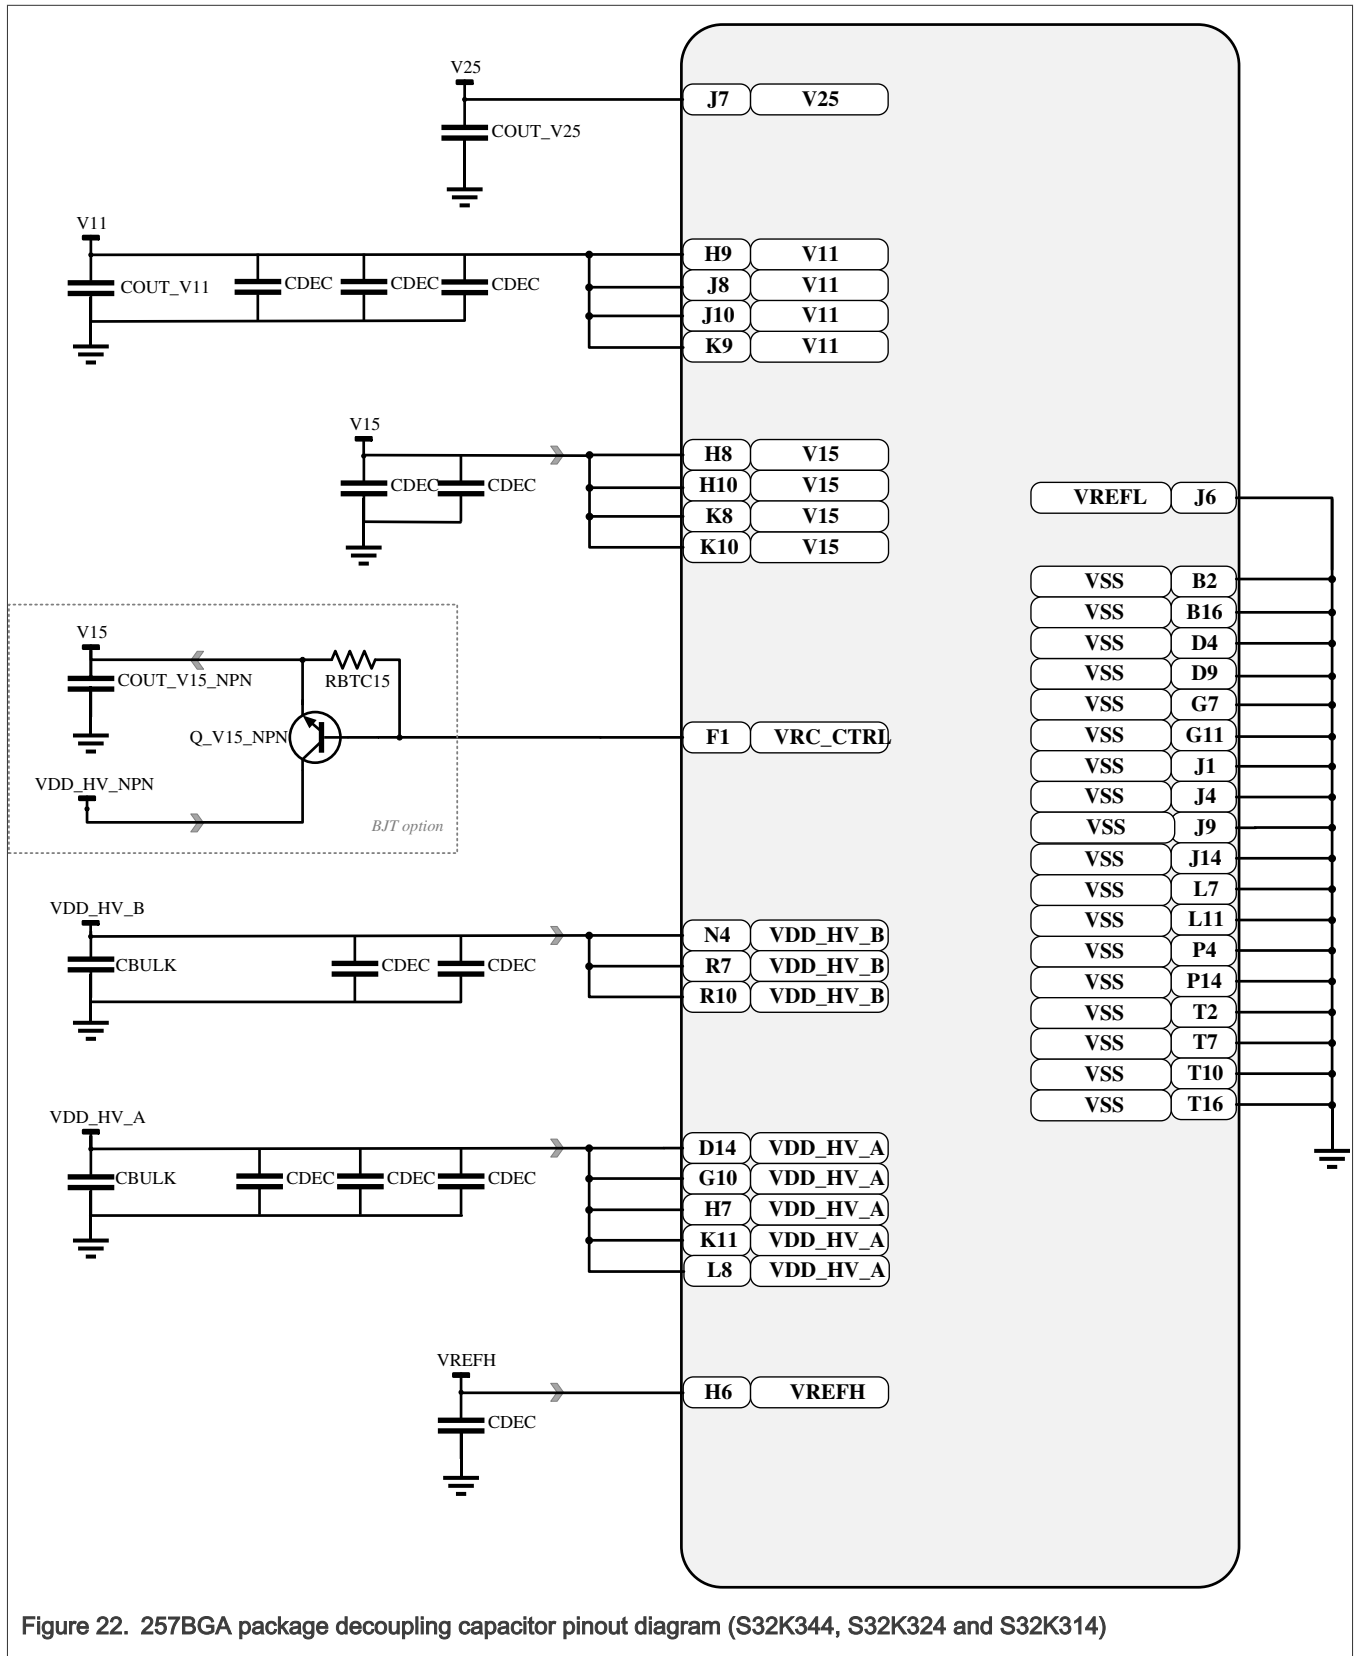 V25
J7 V25
COUT_V25
V11
H9 V11
COUT_V11 CDEC CDEC CDEC J8 V11
J10 V11
K9 V11
V15
H8 V15
CDEC CDEC H10 V15
K8 V15
K10 V15
VREFL J6
VSS B2
VSS B16
VSS D4
VSS D9
VSS G7
VSS G11
VSS J1
VSS J4
VSS J9
VSS J14
VSS L7
VSS L11
VSS P4
VSS P14
VSS T2
VSS T7
VSS T10
VSS T16
V15
COUT_V15_NPN RBTC15
Q_V15_NPN F1 VRC_CTRL
VDD_HV_NPN
BJT option
VDD_HV_B
N4 VDD_HV_B
CBULK CDEC CDEC R7 VDD_HV_B
R10 VDD_HV_B
VDD_HV_A
D14 VDD_HV_A
CBULK CDEC CDEC CDEC G10 VDD_HV_A
H7 VDD_HV_A
K11 VDD_HV_A
L8 VDD_HV_A
VREFH
H6 VREFH
CDEC
Figure 22. 257BGA package decoupling capacitor pinout diagram (S32K344, S32K324 and S32K314)